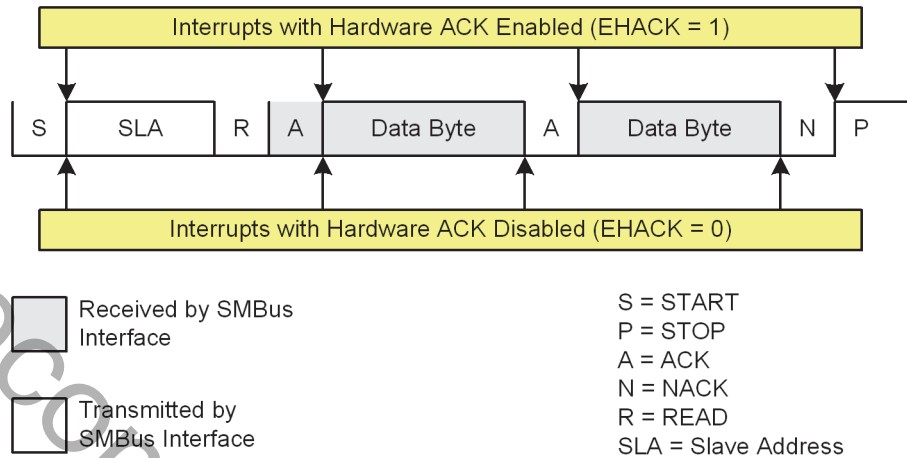 Interrupts with Hardware ACK Enabled (EHACK = 1)
S SLA R A Data Byte A Data Byte N P
Interrupts with Hardware ACK Disabled (EHACK = 0)
Received by SMBus
Interface
Transmitted by
SMBus Interface
S = START
P = STOP
A = ACK
N = NACK
R = READ
SLA = Slave Address